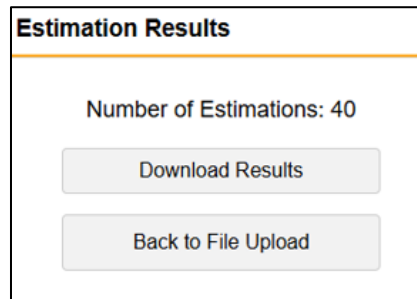 Estimation Results
Number of Estimations: 40
Download Results
Back to File Upload